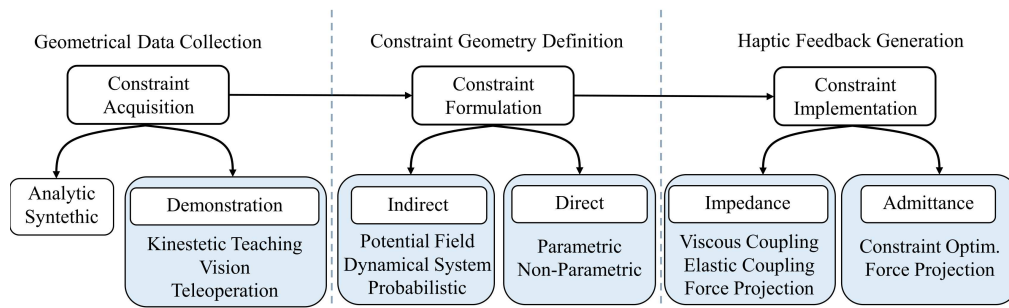 Geometrical Data Collection
Constraint Geometry Definition
Haptic Feedback Generation
Constraint
Acquisition
Constraint
Formulation
Constraint
Implementation
Analytic
Syntethic
Demonstration
Kinestetic Teaching
Vision
Teleoperation
Indirect
Potential Field
Dynamical System
Probabilistic
Direct
Parametric
Non-Parametric
Impedance
Viscous Coupling
Elastic Coupling
Force Projection
Admittance
Constraint Optim.
Force Projection